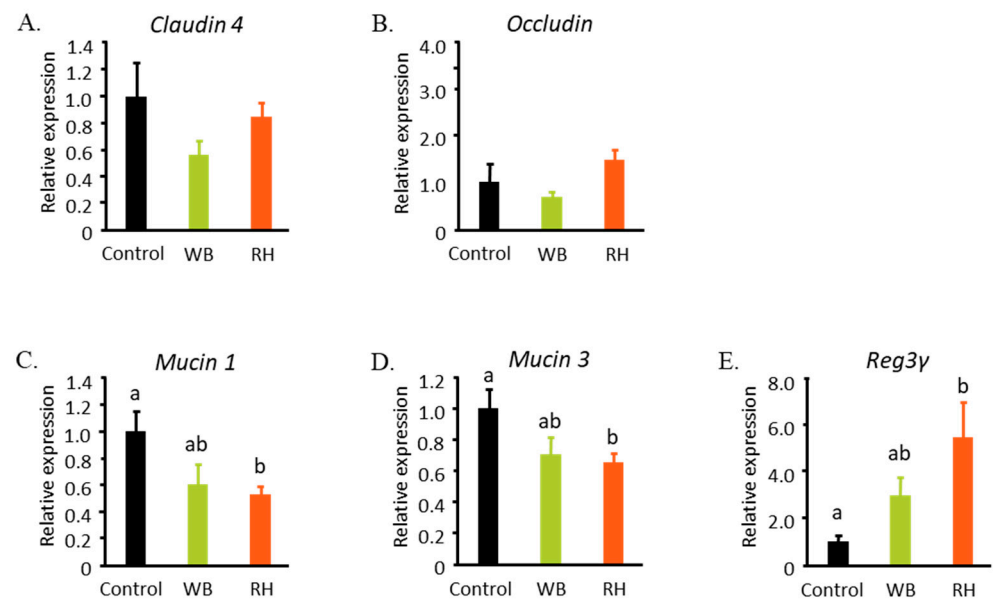 A.
Claudin 4
Relative expression
1.4
1.2
1.0
0.8
0.6
0.4
0.2
0
Control WB RH
B.
Occludin
Relative expression
4.0
3.0
2.0
1.0
0
Control WB RH
C.
Mucin 1
Relative expression
1.4
1.2
1.0
0.8
0.6
0.4
0.2
0
a
ab
b
Control WB RH
D.
Mucin 3
Relative expression
1.2
1.0
0.8
0.6
0.4
0.2
0
a
ab
b
Control WB RH
E.
Reg3γ
Relative expression
8.0
6.0
4.0
2.0
0
a
ab
b
Control WB RH